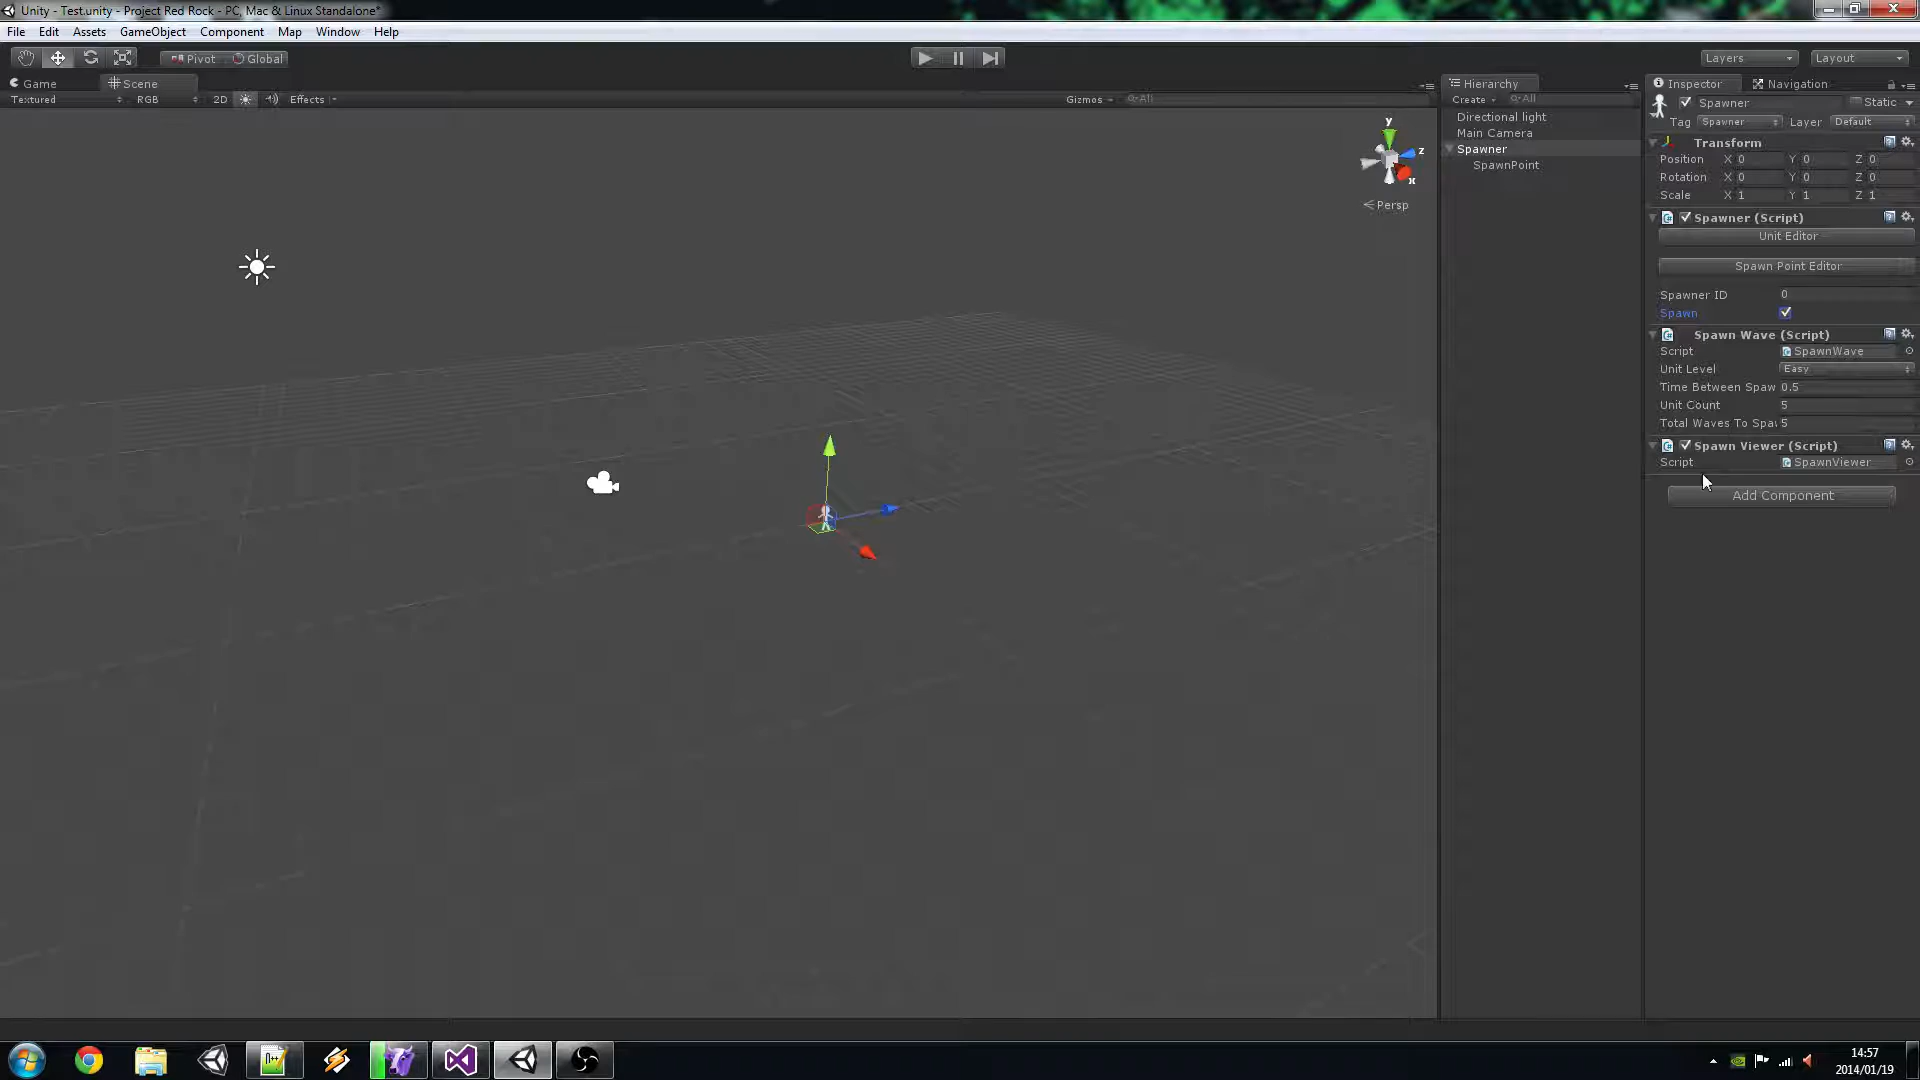 Unity - Test.unity - Project Red Rock - PC, Mac & Linux Standalone*
File Edit Assets GameObject Component Map Window Help
Pivot Global Layers Layout
Game Scene Hierarchy Inspector Navigation
Textured RGB 2D Effects Gizmos All Create All
Directional light
Main Camera
Spawner
SpawnPoint
y
z
x
Persp
Spawner Static
Tag Spawner Layer Default
Transform
Position X 0 Y 0 Z 0
Rotation X 0 Y 0 Z 0
Scale X 1 Y 1 Z 1
Spawner (Script)
Unit Editor
Spawn Point Editor
Spawner ID 0
Spawn
Spawn Wave (Script)
Script SpawnWave
Unit Level Easy
Time Between Spaw 0.5
Unit Count 5
Total Waves To Spa 5
Spawn Viewer (Script)
Script SpawnViewer
Add Component
n++
14:57
2014/01/19